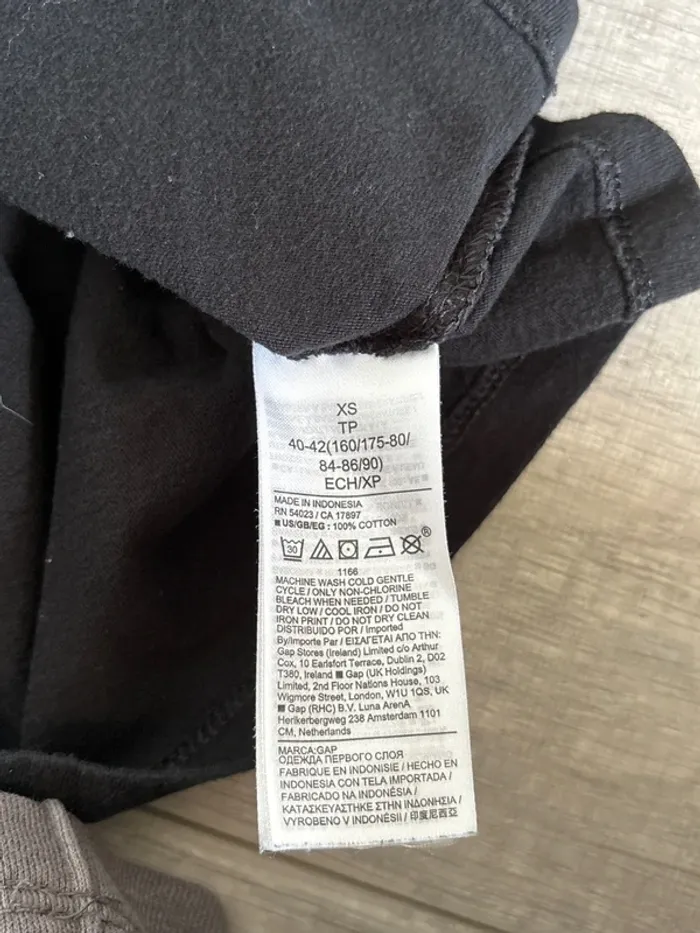 XS
TP
40-42(160/175-80/
84-86/90)
ECH/XP
MADE IN INDONESIA
RN 54023 / CA 17897
■ US/GB/EG : 100% COTTON
30
®
1166
MACHINE WASH COLD GENTLE
CYCLE / ONLY NON-CHLORINE
BLEACH WHEN NEEDED / TUMBLE
DRY LOW / COOL IRON / DO NOT
IRON PRINT / DO NOT DRY CLEAN
DISTRIBUIDO POR / Imported
By/Importe Par / ΕΙΣΑΓΕΤΑΙ ΑΠΟ ΤΗΝ:
Gap Stores (Ireland) Limited c/o Arthur
Cox, 10 Earlsfort Terrace, Dublin 2, D02
T380, Ireland ■ Gap (UK Holdings)
Limited, 2nd Floor Nations House, 103
Wigmore Street, London, W1U 1QS, UK
■ Gap (RHC) B.V. Luna ArenA
Herikerbergweg 238 Amsterdam 1101
CM, Netherlands
MARCA:GAP
ОДЕЖДА ПЕРВОГО СЛОЯ
FABRIQUE EN INDONISIE / HECHO EN
INDONESIA CON TELA IMPORTADA /
FABRICADO NA INDONÉSIA /
ΚΑΤΑΣΚΕΥΑΣΤΗΚΕ ΣΤΗΝ ΙΝΔΟΝΗΣΙΑ /
VYROBENO V INDONÉSII / 印度尼西亞